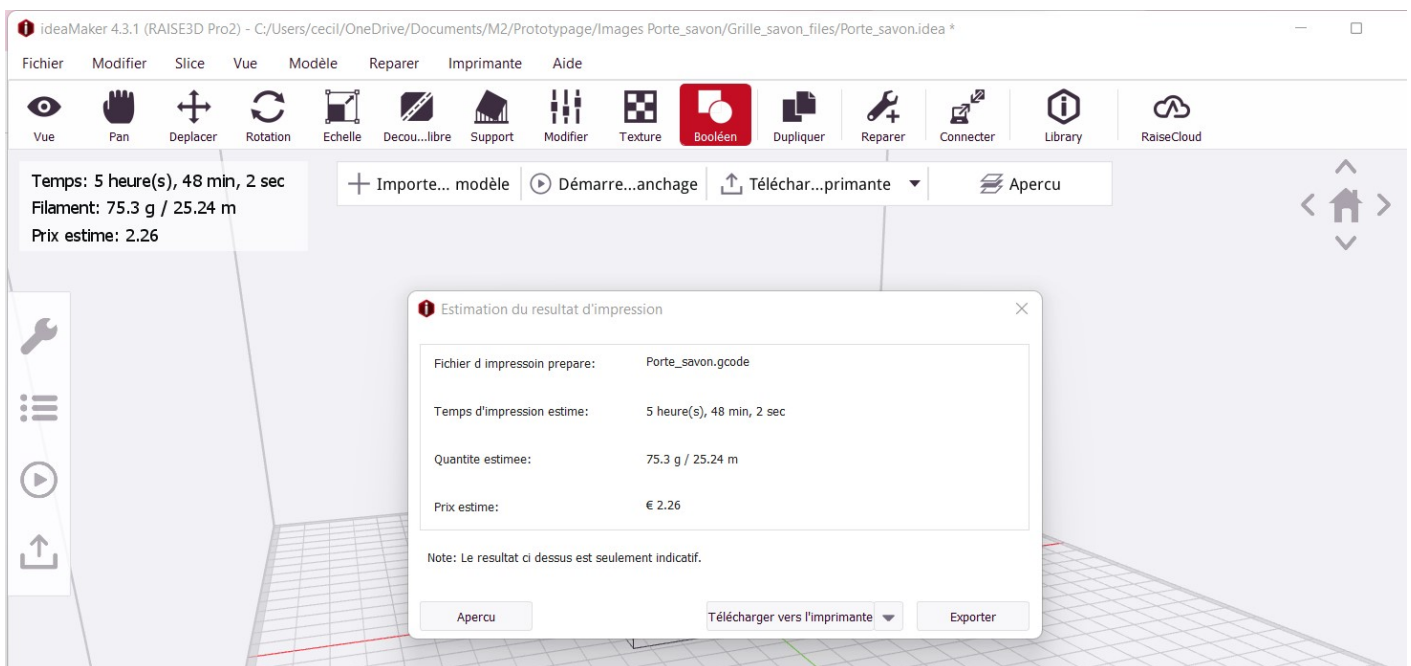 ideaMaker 4.3.1 (RAISE3D Pro2) - C:/Users/cecil/OneDrive/Documents/M2/Prototypage/Images Porte_savon/Grille_savon_files/Porte_savon.idea *
Fichier Modifier Slice Vue Modèle Reparer Imprimante Aide
Vue Pan Deplacer Rotation Echelle Decou...libre Support Modifier Texture Booléen Dupliquer Reparer Connecter Library RaiseCloud
Importe... modèle Démarre...anchage Téléchar...primante Apercu
Temps: 5 heure(s), 48 min, 2 sec
Filament: 75.3 g / 25.24 m
Prix estime: 2.26
Estimation du resultat d'impression
Fichier d impressoin prepare: Porte_savon.gcode
Temps d'impression estime: 5 heure(s), 48 min, 2 sec
Quantite estimee: 75.3 g / 25.24 m
Prix estime: € 2.26
Note: Le resultat ci dessus est seulement indicatif.
Apercu Télécharger vers l'imprimante Exporter